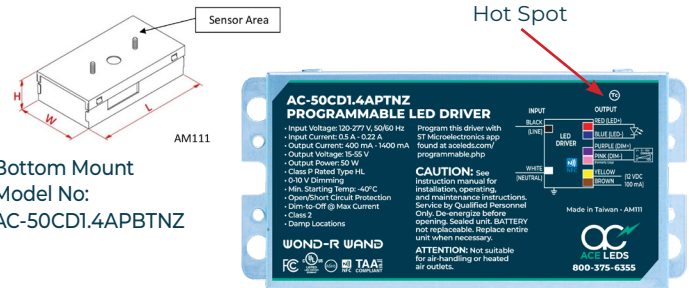 Sensor Area
H
W
L
AM111
Bottom Mount
Model No:
AC-50CD1.4APBTNZ
Hot Spot
Tc
AC-50CD1.4APTNZ
PROGRAMMABLE LED DRIVER
• Input Voltage: 120-277 V, 50/60 Hz
• Input Current: 0.5 A - 0.22 A
• Output Current: 400 mA - 1400 mA
• Output Voltage: 15-55 V
• Output Power: 50 W
• Class P Rated Type HL
• 0-10 V Dimming
• Min. Starting Temp: -40°C
• Open/Short Circuit Protection
• Dim-to-Off @ Max Current
• Class 2
• Damp Locations
WOND-R WAND
FC
UL
NFC
TAA
COMPLIANT
Program this driver with
ST Microelectronics app
found at aceleds.com/
programmable.php
CAUTION: See
instruction manual for
installation, operating,
and maintenance instructions.
Service by Qualified Personnel
Only. De-energize before
opening. Sealed unit. BATTERY
not replaceable. Replace entire
unit when necessary.
ATTENTION: Not suitable
for air-handling or heated
air outlets.
INPUT
OUTPUT
BLACK
(LINE)
WHITE
(NEUTRAL)
LED
DRIVER
NFC
RED (LED+)
BLUE (LED-)
PURPLE (DIM+)
PINK (DIM-)
YELLOW
BROWN
(12 VDC
100 mA)
Made in Taiwan • AM111
ACE LEDS
800-375-6355